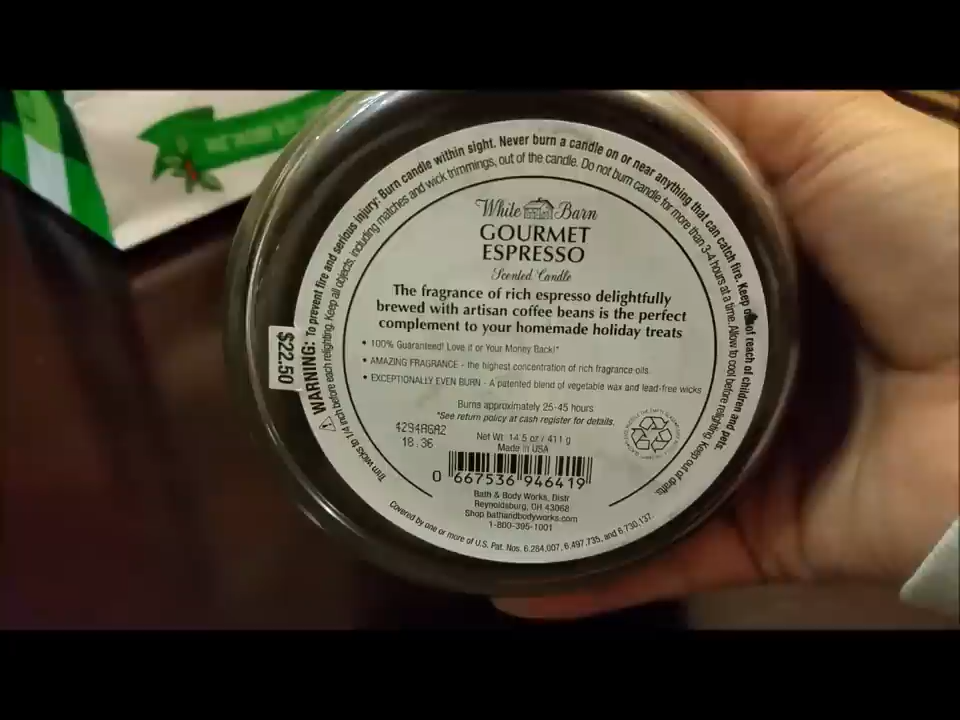 WARNING: To prevent fire and serious injury: Burn candle within sight. Never burn a candle on or near anything that can catch fire. Keep out of reach of children and pets.
Trim wicks to 1/4 inch before each relighting. Keep all objects, including matches and wick trimmings, out of the candle. Do not burn candle for more than 3-4 hours at a time. Allow to cool before relighting. Keep out of drafts.
$22.50
White Barn
GOURMET
ESPRESSO
Scented Candle
The fragrance of rich espresso delightfully
brewed with artisan coffee beans is the perfect
complement to your homemade holiday treats
• 100% Guaranteed! Love it or Your Money Back!*
• AMAZING FRAGRANCE - the highest concentration of rich fragrance oils.
• EXCEPTIONALLY EVEN BURN - A patented blend of vegetable wax and lead-free wicks
Burns approximately 25-45 hours
*See return policy at cash register for details.
4294AGA2
18:36
Net Wt. 14.5 oz / 411 g
Made in USA
0 667536 946419
Bath & Body Works, Distr
Reynoldsburg, OH 43068
Shop bathandbodyworks.com
1-800-395-1001
Covered by one or more of U.S. Pat. Nos. 6,284,007, 6,497,735, and 6,730,137.